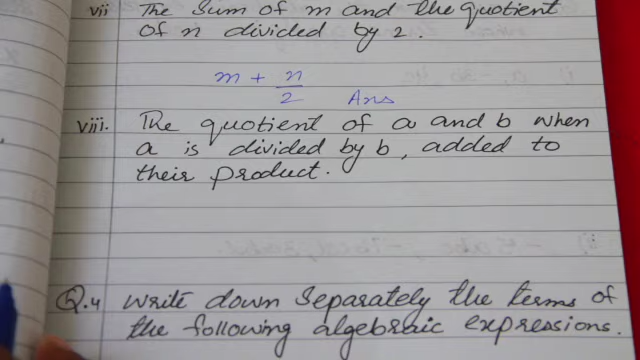 vii The Sum of m and the quotient
of n divided by 2.
m + n/2 Ans
viii. The quotient of a and b when
a is divided by b, added to
their product.
Q.4 Write down separately the terms of
the following algebraic expressions.